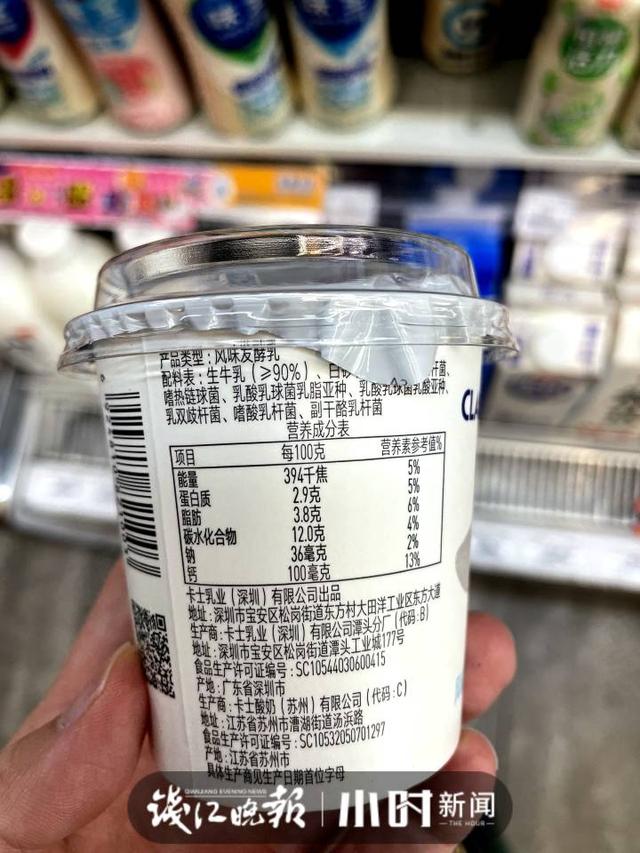 产品类型：风味发酵乳
配料表：生牛乳（≥90%）、白砂
杆菌、
嗜热链球菌、乳酸乳球菌乳脂亚种、乳酸乳球菌乳酸亚种、
乳双歧杆菌、嗜酸乳杆菌、副干酪乳杆菌
营养成分表
项目 每100克 营养素参考值%
能量 394千焦 5%
蛋白质 2.9克 5%
脂肪 3.8克 6%
碳水化合物 12.0克 4%
钠 36毫克 2%
钙 100毫克 13%
卡士乳业（深圳）有限公司出品
地址：深圳市宝安区松岗街道东方村大田洋工业区东方大道
生产商：卡士乳业（深圳）有限公司潭头分厂（代码：B）
地址：深圳市宝安区松岗街道潭头工业城177号
食品生产许可证编号：SC10544030600415
产地：广东省深圳市
生产商：卡士酸奶（苏州）有限公司（代码：C）
地址：江苏省苏州市漕湖街道汤浜路
食品生产许可证编号：SC10532050701297
产地：江苏省苏州市
具体生产商见生产日期首位字母
CL
钱江晚报
QIANJIANG EVENING NEWS
小时新闻
THE HOUR